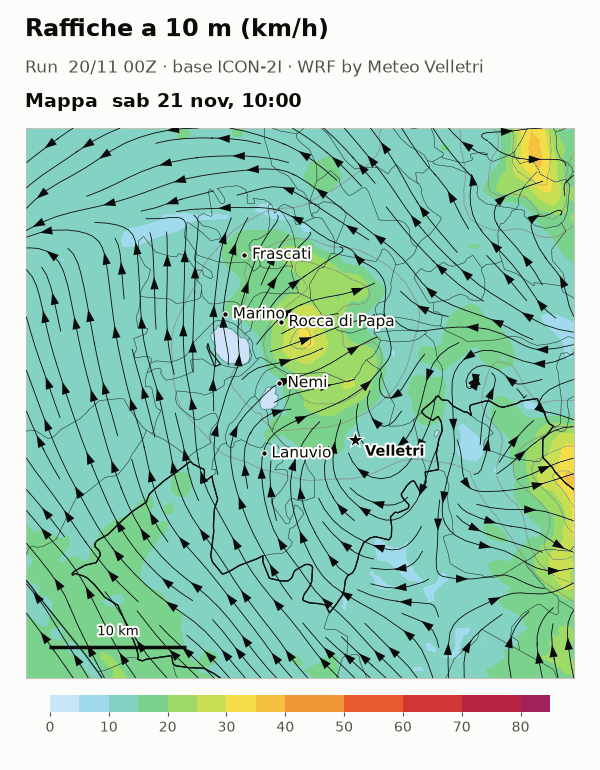 Raffiche a 10 m (km/h)
Run  20/11 00Z · base ICON-2I · WRF by Meteo Velletri
Mappa  sab 21 nov, 10:00
Frascati
Marino
Rocca di Papa
Nemi
Velletri
Lanuvio
10 km
0 10 20 30 40 50 60 70 80